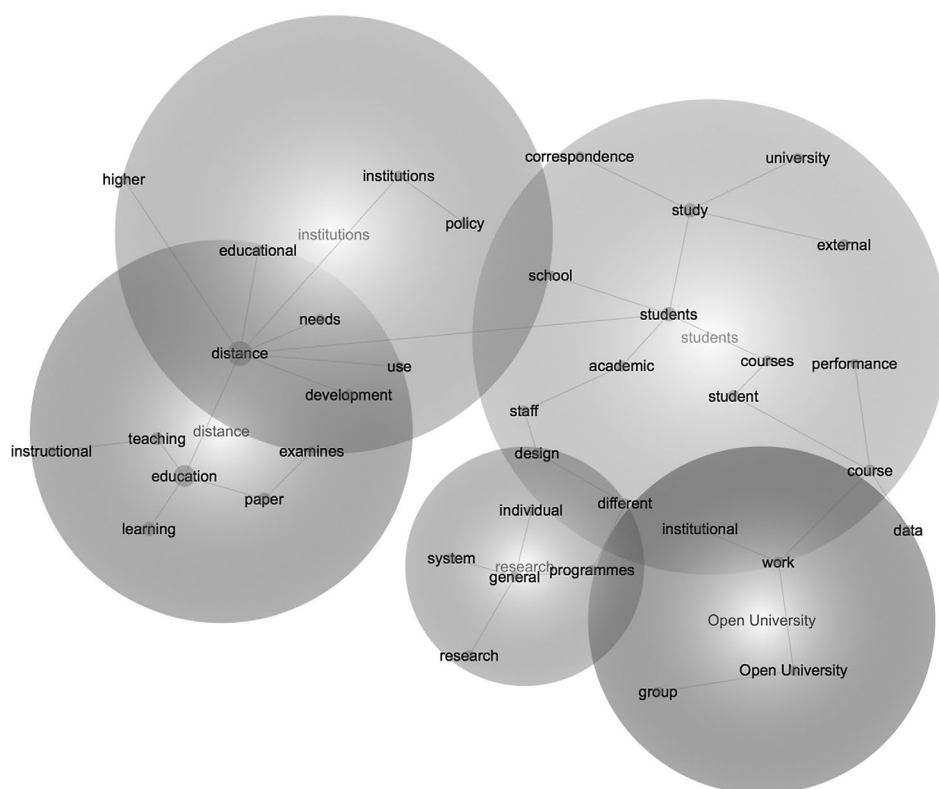 correspondence
university
higher
institutions
study
policy
institutions
external
educational
school
needs
students
students
distance
courses
use
academic
performance
development
student
staff
distance
teaching
instructional
examines
design
course
education
paper
different
individual
learning
institutional
data
system
research
general
programmes
work
Open University
research
Open University
group